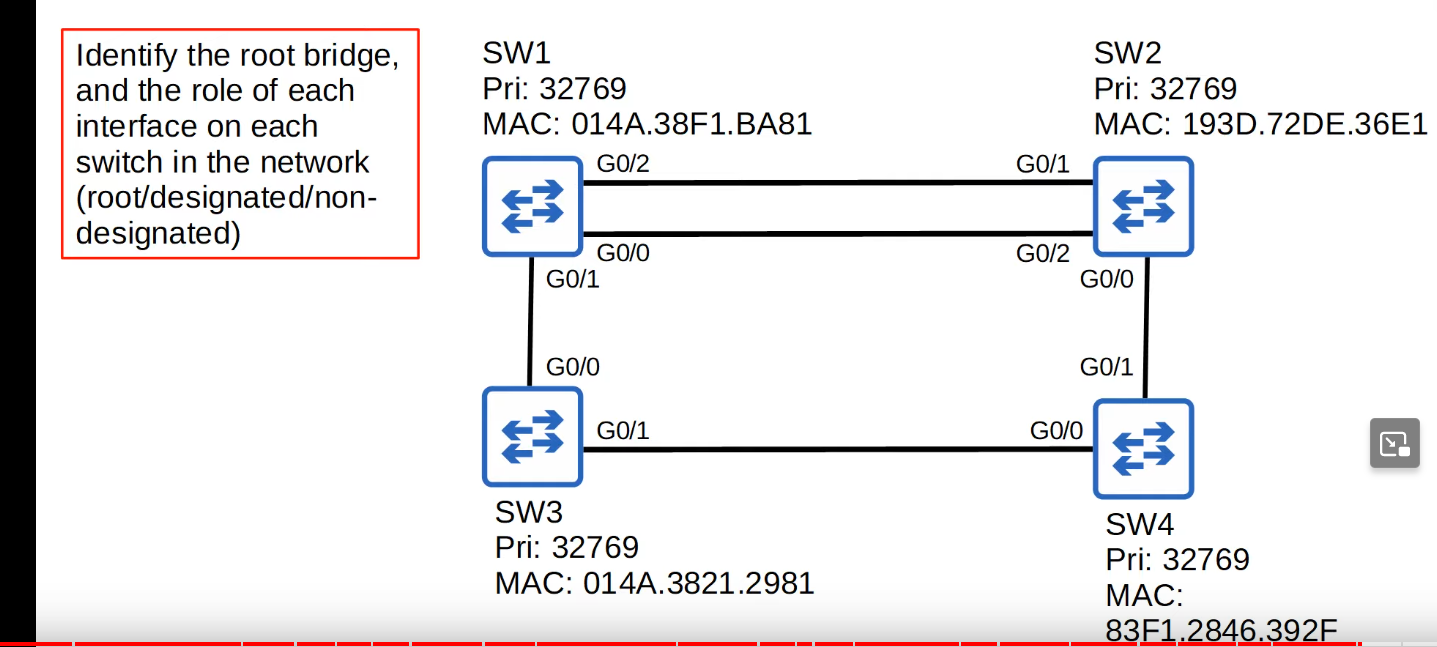 Identify the root bridge,
and the role of each
interface on each
switch in the network
(root/designated/non-
designated)
SW1
Pri: 32769
MAC: 014A.38F1.BA81
SW2
Pri: 32769
MAC: 193D.72DE.36E1
G0/2
G0/1
G0/0
G0/2
G0/1
G0/0
G0/0
G0/1
G0/1
G0/0
SW3
Pri: 32769
MAC: 014A.3821.2981
SW4
Pri: 32769
MAC:
83F1.2846.392F